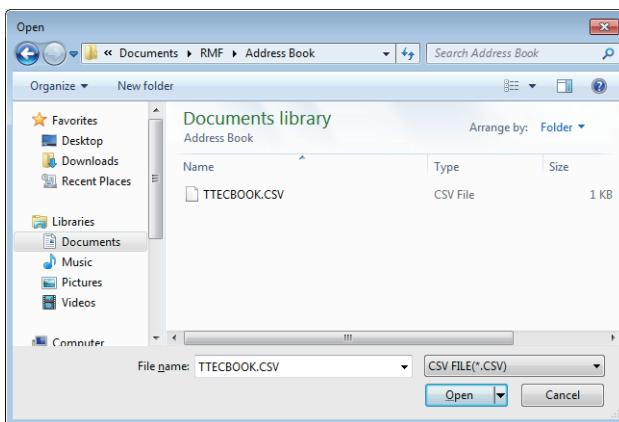 Open
« Documents RMF Address Book
Search Address Book
Organize
New folder
Favorites
Desktop
Downloads
Recent Places
Libraries
Documents
Music
Pictures
Videos
Computer
Documents library
Address Book
Arrange by: Folder
Name Type Size
TTECBOOK.CSV CSV File 1 KB
File name: TTECBOOK.CSV
CSV FILE(*.CSV)
Open Cancel